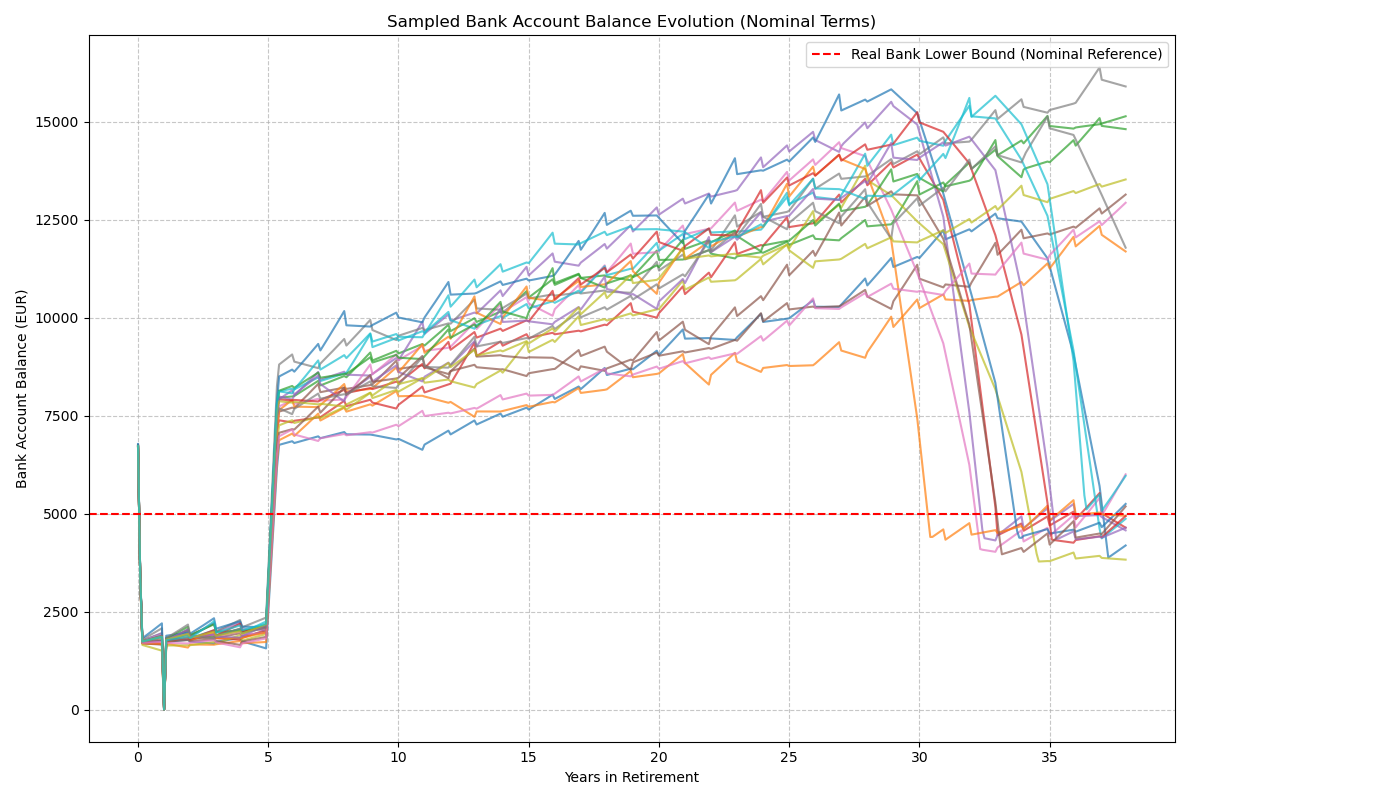 Sampled Bank Account Balance Evolution (Nominal Terms)
Real Bank Lower Bound (Nominal Reference)
Bank Account Balance (EUR)
15000
12500
10000
7500
5000
2500
0
0 5 10 15 20 25 30 35
Years in Retirement